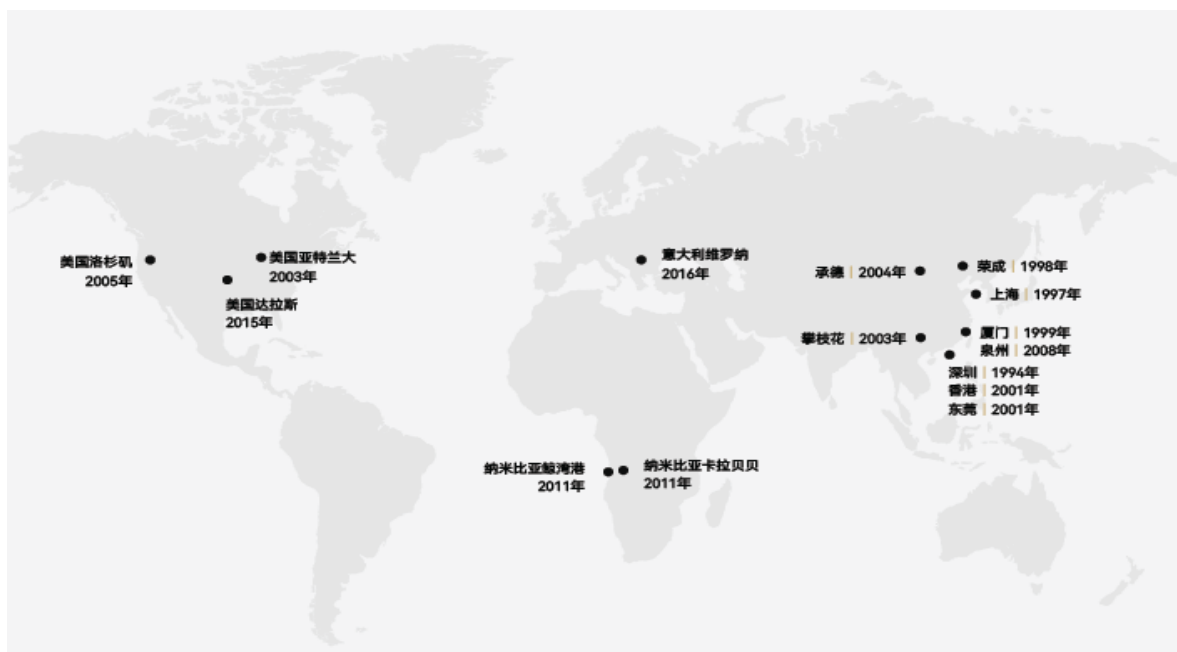 美国洛杉矶
2005年
美国亚特兰大
2003年
美国达拉斯
2015年
意大利维罗纳
2016年
承德 | 2004年
荣成 | 1998年
上海 | 1997年
攀枝花 | 2003年
厦门 | 1999年
泉州 | 2008年
深圳 | 1994年
香港 | 2001年
东莞 | 2001年
纳米比亚鲸湾港
2011年
纳米比亚卡拉贝贝
2011年